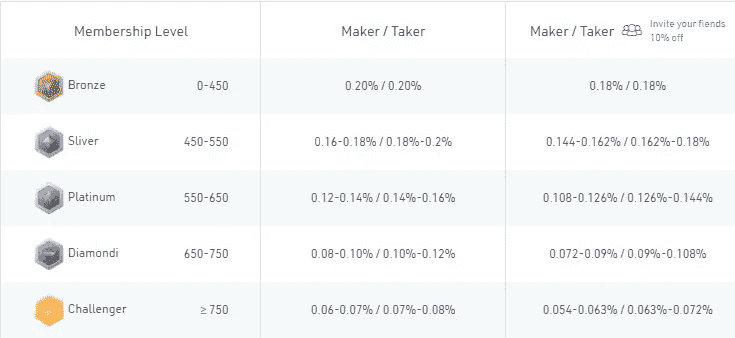 Membership Level Maker / Taker Maker / Taker Invite your fiends
10% off
Bronze 0-450 0.20% / 0.20% 0.18% / 0.18%
Sliver 450-550 0.16-0.18% / 0.18%-0.2% 0.144-0.162% / 0.162%-0.18%
Platinum 550-650 0.12-0.14% / 0.14%-0.16% 0.108-0.126% / 0.126%-0.144%
Diamondi 650-750 0.08-0.10% / 0.10%-0.12% 0.072-0.09% / 0.09%-0.108%
Challenger ≥ 750 0.06-0.07% / 0.07%-0.08% 0.054-0.063% / 0.063%-0.072%